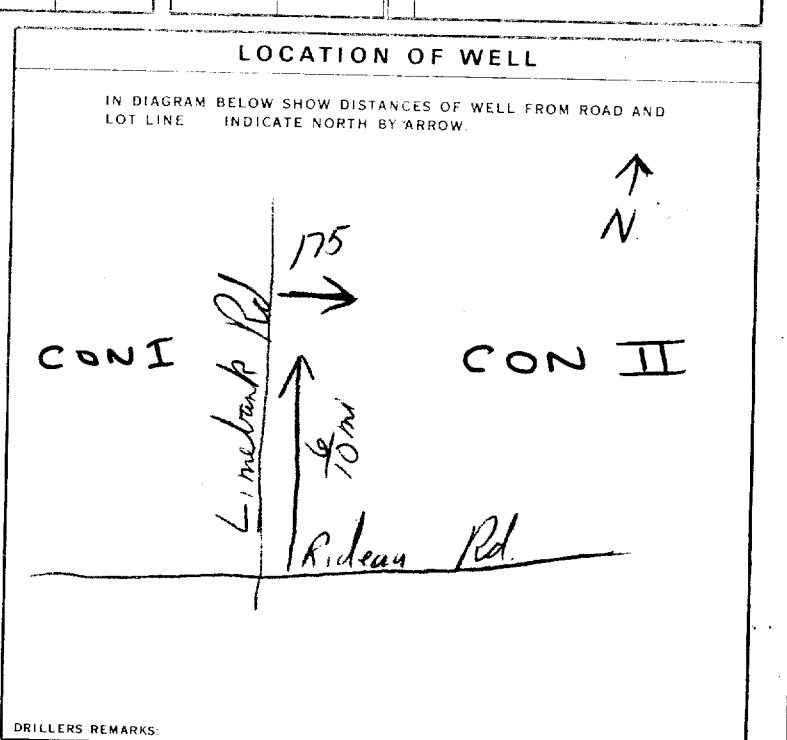 LOCATION OF WELL
IN DIAGRAM BELOW SHOW DISTANCES OF WELL FROM ROAD AND
LOT LINE INDICATE NORTH BY ARROW.
N
175
Limebank Rd
CON I
CON II
6/10 mi
Rideau Rd.
DRILLERS REMARKS: